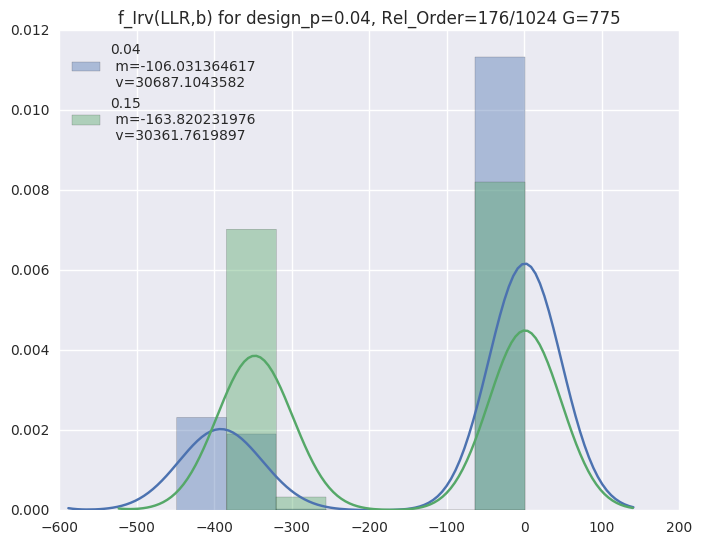 f_Irv(LLR,b) for design_p=0.04, Rel_Order=176/1024 G=775
0.04
m=-106.031364617
v=30687.1043582
0.15
m=-163.820231976
v=30361.7619897
0.012
0.010
0.008
0.006
0.004
0.002
0.000
−600 −500 −400 −300 −200 −100 0 100 200